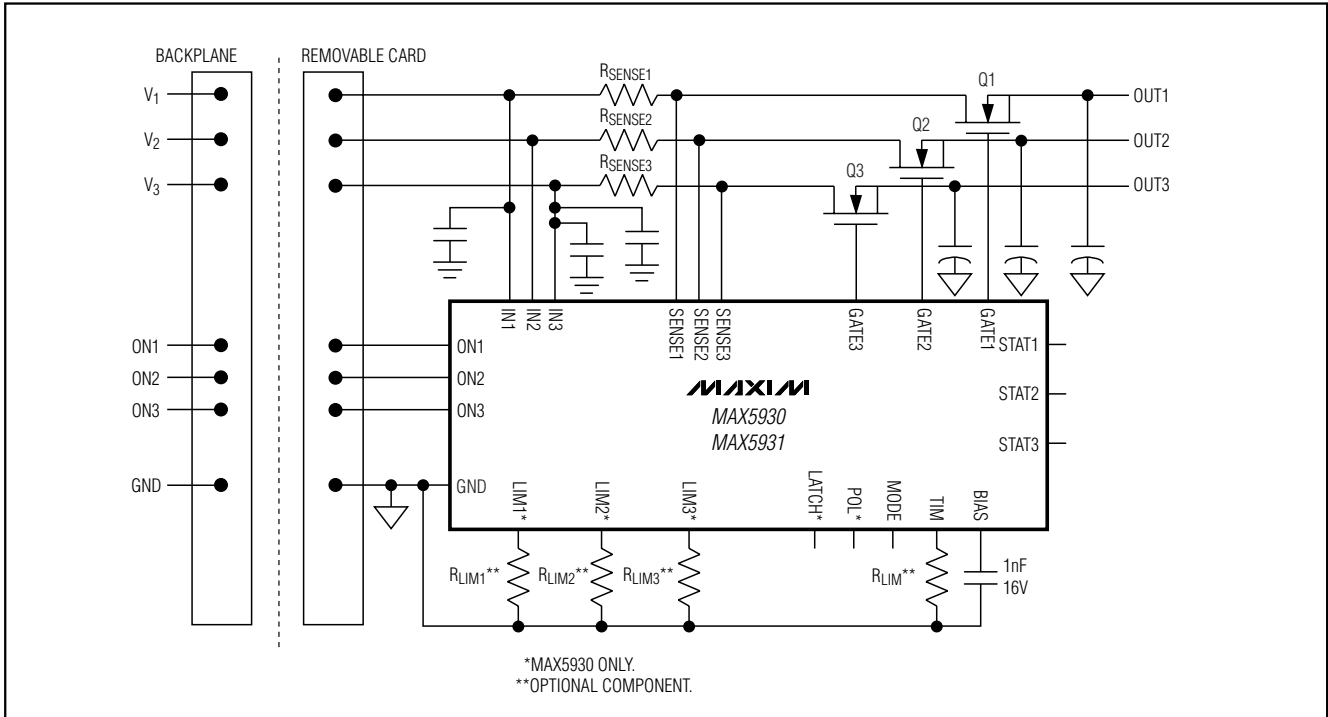 BACKPLANE
REMOVABLE CARD
V1
V2
V3
RSENSE1
RSENSE2
RSENSE3
Q1
Q2
Q3
OUT1
OUT2
OUT3
IN1
IN2
IN3
SENSE1
SENSE2
SENSE3
GATE3
GATE2
GATE1
ON1
ON2
ON3
GND
ON1
ON2
ON3
GND
MAXIM
MAX5930
MAX5931
STAT1
STAT2
STAT3
LIM1*
LIM2*
LIM3*
LATCH*
POL*
MODE
TIM
BIAS
RLIM1**
RLIM2**
RLIM3**
RLIM**
1nF
16V
*MAX5930 ONLY.
**OPTIONAL COMPONENT.